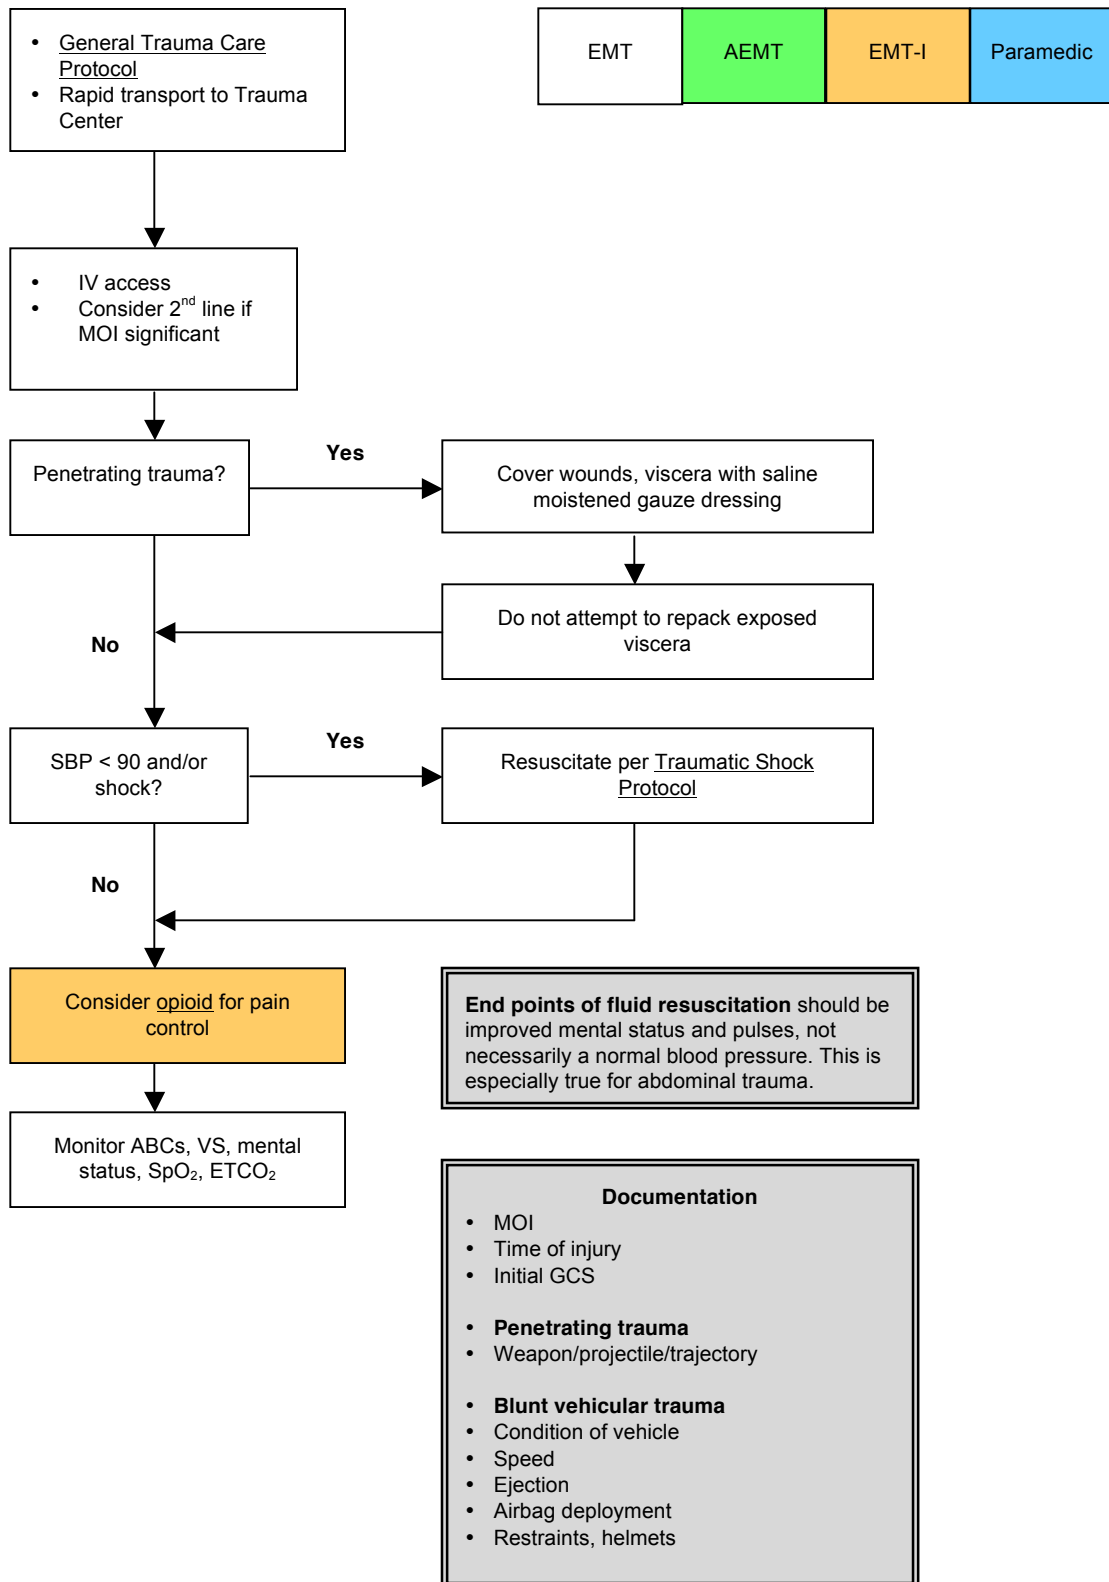 • General Trauma Care
Protocol
• Rapid transport to Trauma
Center
EMT
AEMT
EMT-I
Paramedic
• IV access
• Consider 2nd line if
MOI significant
Penetrating trauma?
Yes
Cover wounds, viscera with saline
moistened gauze dressing
Do not attempt to repack exposed
viscera
No
SBP < 90 and/or
shock?
Yes
Resuscitate per Traumatic Shock
Protocol
No
Consider opioid for pain
control
End points of fluid resuscitation should be
improved mental status and pulses, not
necessarily a normal blood pressure. This is
especially true for abdominal trauma.
Monitor ABCs, VS, mental
status, SpO₂, ETCO₂
Documentation
• MOI
• Time of injury
• Initial GCS
• Penetrating trauma
• Weapon/projectile/trajectory
• Blunt vehicular trauma
• Condition of vehicle
• Speed
• Ejection
• Airbag deployment
• Restraints, helmets